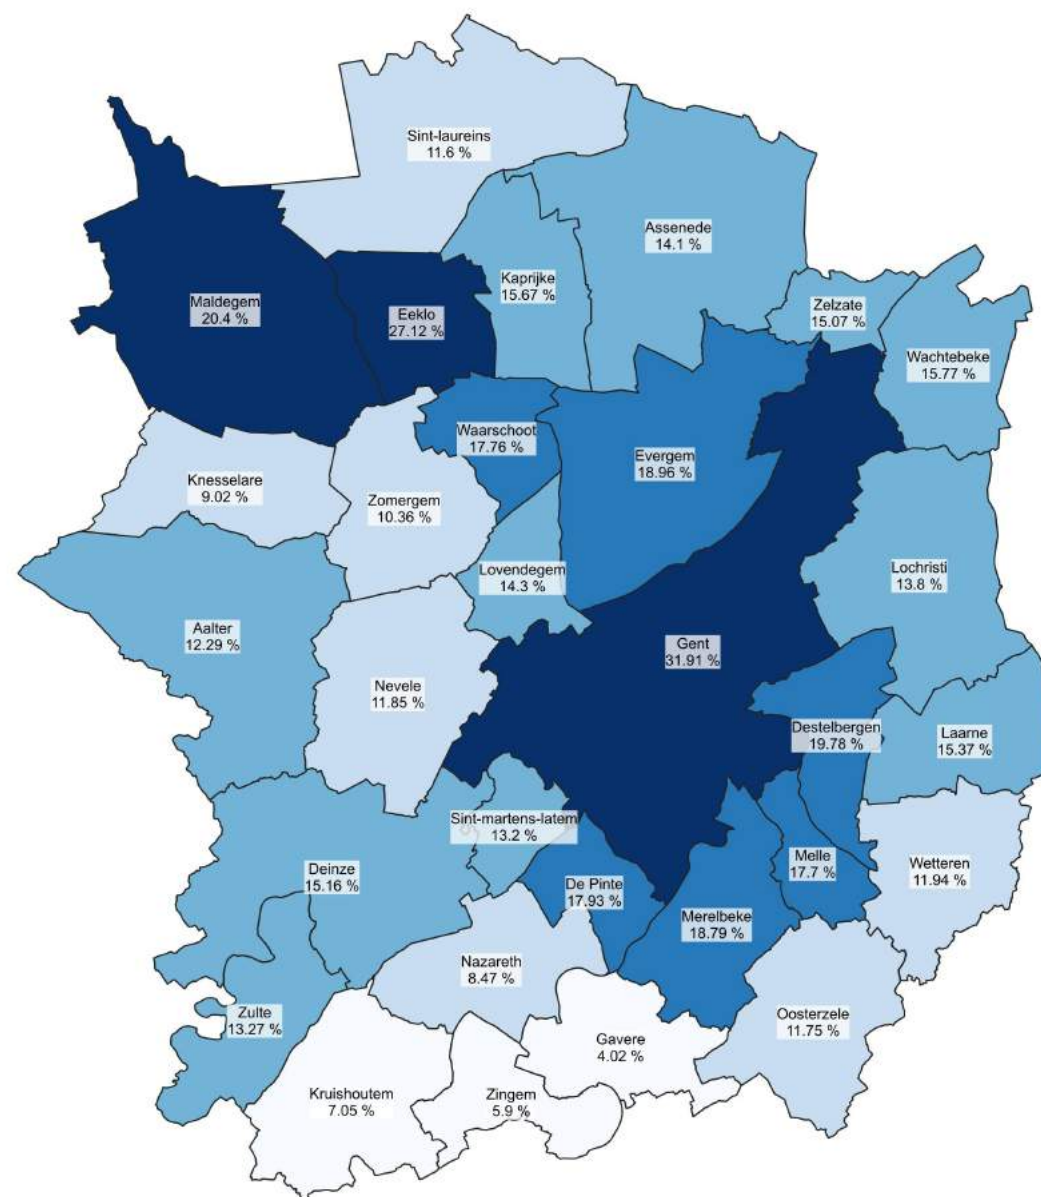 Sint-laureins
11.6 %
Assenede
14.1 %
Kaprijke
15.67 %
Maldegem
20.4 %
Eeklo
27.12 %
Zelzate
15.07 %
Wachtebeke
15.77 %
Waarschoot
17.76 %
Evergem
18.96 %
Knesselare
9.02 %
Zomergem
10.36 %
Lovendegem
14.3 %
Lochristi
13.8 %
Aalter
12.29 %
Gent
31.91 %
Nevele
11.85 %
Destelbergen
19.78 %
Laarne
15.37 %
Sint-martens-latem
13.2 %
Deinze
15.16 %
Melle
17.7 %
Wetteren
11.94 %
De Pinte
17.93 %
Merelbeke
18.79 %
Nazareth
8.47 %
Zulte
13.27 %
Oosterzele
11.75 %
Gavere
4.02 %
Kruishoutem
7.05 %
Zingem
5.9 %